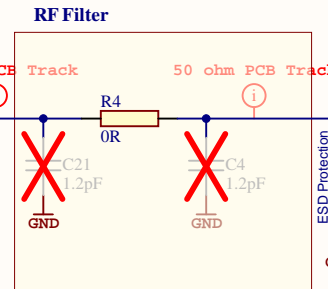 RF Filter
CB Track
50 ohm PCB Trac
i
R4
0R
C21
1.2pF
C4
1.2pF
GND
GND
ESD Protection